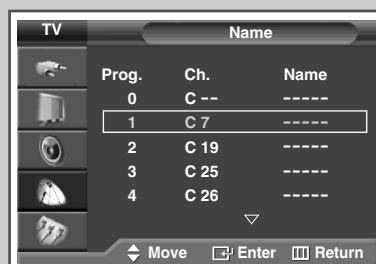 TV Name
Prog. Ch. Name
0 C -- -----
1 C 7 -----
2 C 19 -----
3 C 25 -----
4 C 26 -----
Move Enter Return